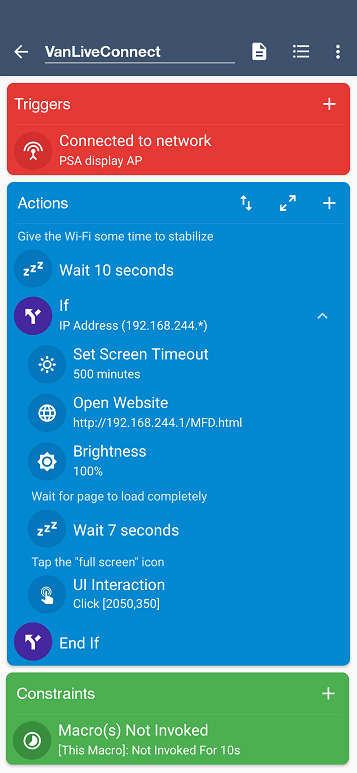 VanLiveConnect
Triggers
Connected to network
PSA display AP
Actions
Give the Wi-Fi some time to stabilize
zzz
Wait 10 seconds
If
IP Address (192.168.244.*)
Set Screen Timeout
500 minutes
Open Website
http://192.168.244.1/MFD.html
Brightness
100%
Wait for page to load completely
zzz
Wait 7 seconds
Tap the "full screen" icon
UI Interaction
Click [2050,350]
End If
Constraints
Macro(s) Not Invoked
[This Macro]: Not Invoked For 10s